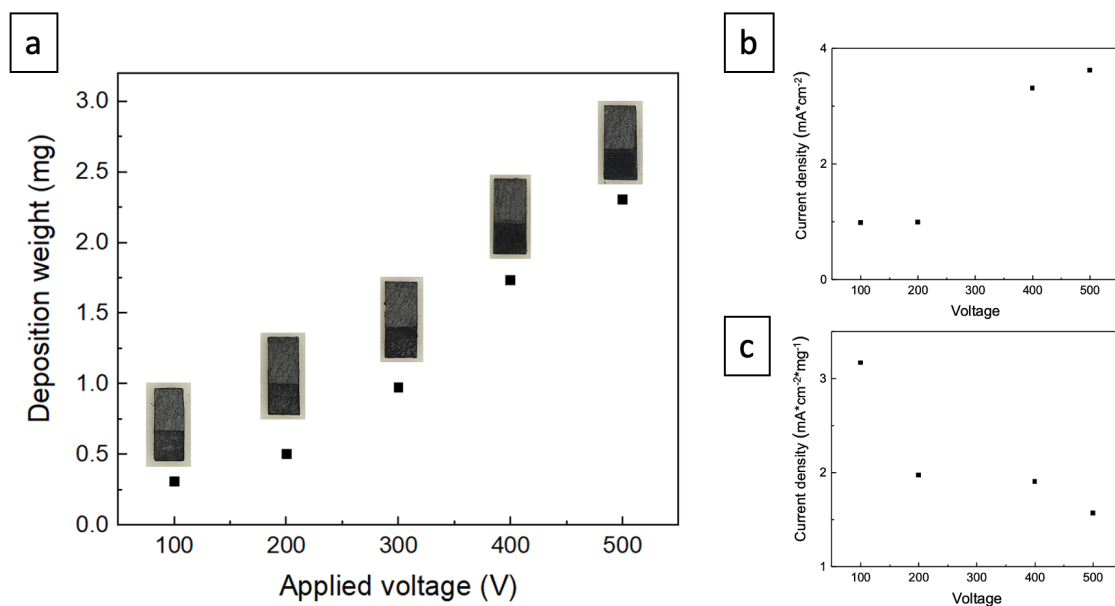 a
3.0
2.5
2.0
1.5
1.0
0.5
0.0
Deposition weight (mg)
100 200 300 400 500
Applied voltage (V)
b
4
2
0
Current density (mA*cm-2)
100 200 400 500
Voltage
c
3
2
1
Current density (mA*cm-2*mg-1)
100 200 400 500
Voltage